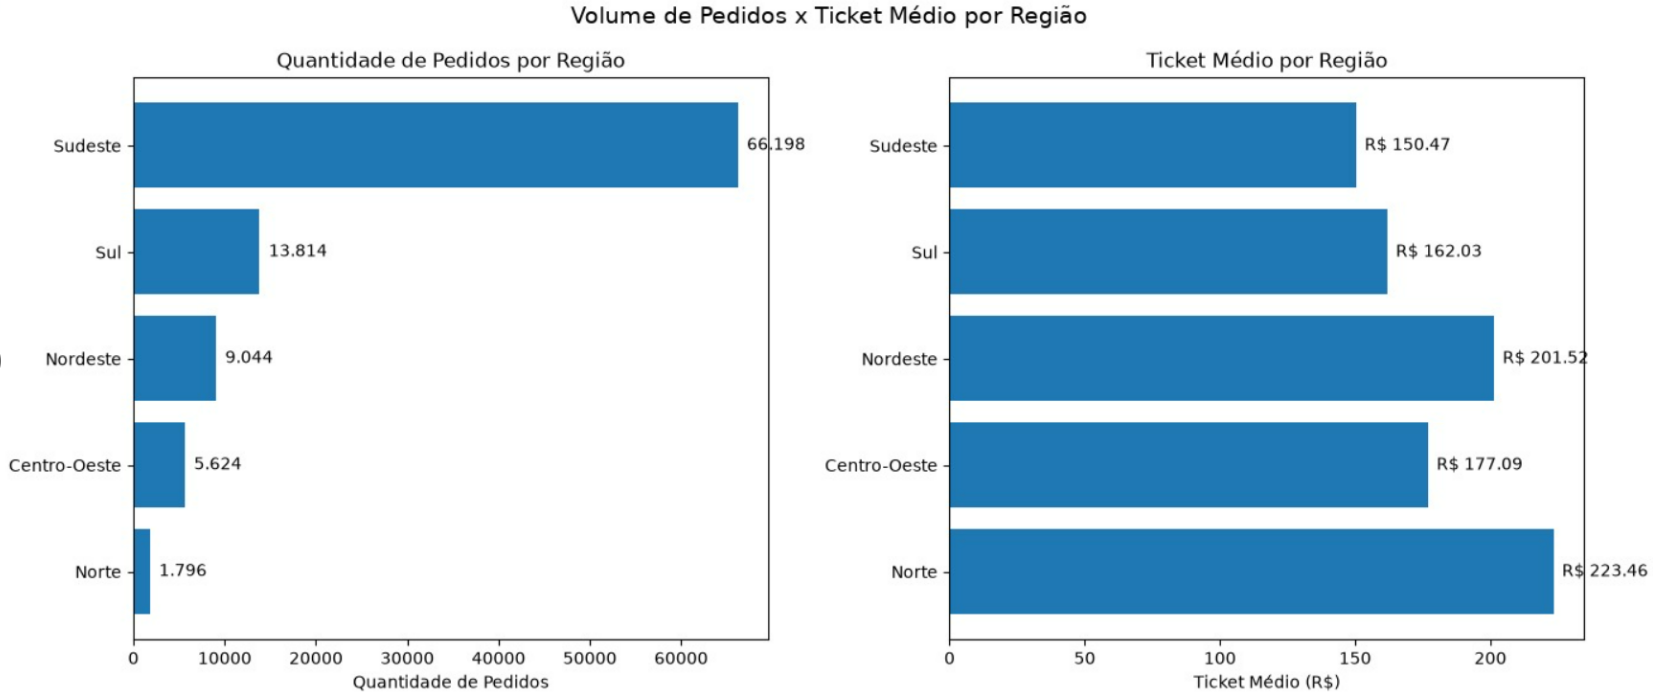 Volume de Pedidos x Ticket Médio por Região
Quantidade de Pedidos por Região
Sudeste 66.198
Sul 13.814
Nordeste 9.044
Centro-Oeste 5.624
Norte 1.796
0 10000 20000 30000 40000 50000 60000
Quantidade de Pedidos
Ticket Médio por Região
Sudeste R$ 150.47
Sul R$ 162.03
Nordeste R$ 201.52
Centro-Oeste R$ 177.09
Norte R$ 223.46
0 50 100 150 200
Ticket Médio (R$)